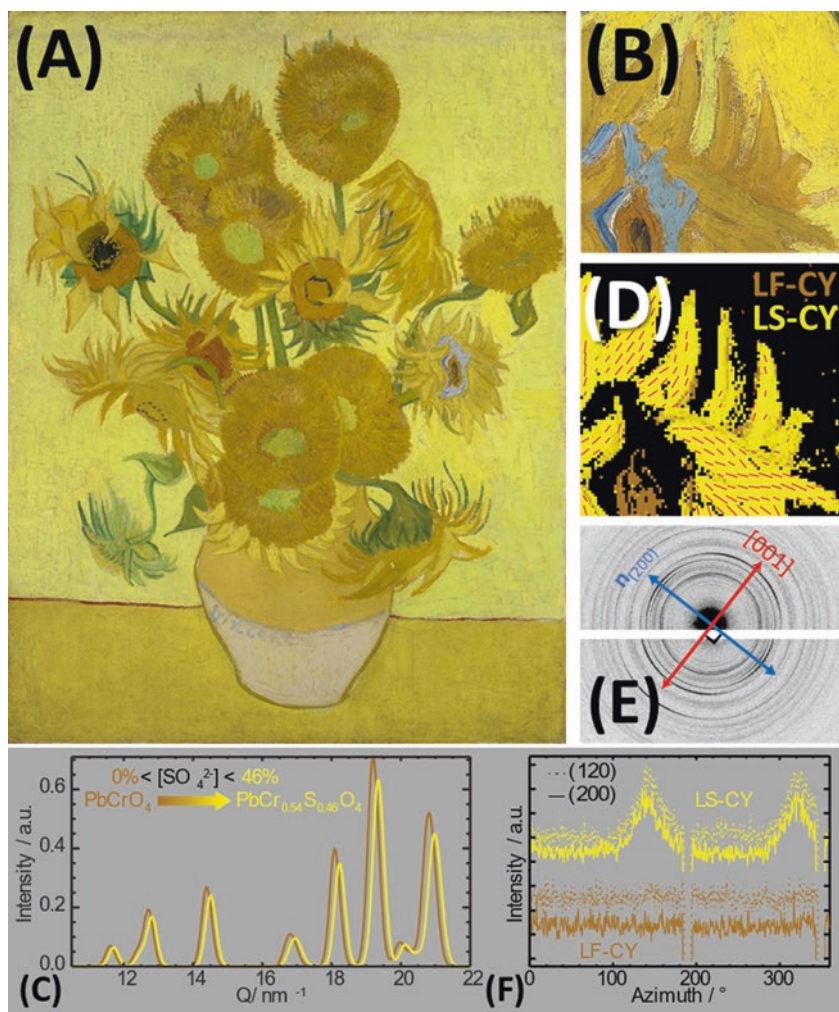 (A)
Vincent
(B)
(D)
LF-CY
LS-CY
[001]
n(200)
(E)
0% < [SO₄²⁻] < 46%
PbCrO₄
PbCr₀.₅₄S₀.₄₆O₄
Intensity / a.u.
0.6
0.4
0.2
0.0
12
14
16
18
20
22
Q/ nm ⁻¹
(C)
(120)
(200)
LS-CY
LF-CY
Intensity / a.u.
0
100
200
300
Azimuth / °
(F)